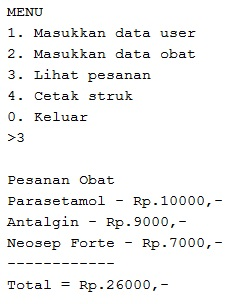 MENU
1. Masukkan data user
2. Masukkan data obat
3. Lihat pesanan
4. Cetak struk
0. Keluar
>3
Pesanan Obat
Parasetamol - Rp.10000,-
Antalgin - Rp.9000,-
Neosep Forte - Rp.7000,-
------------
Total = Rp.26000,-